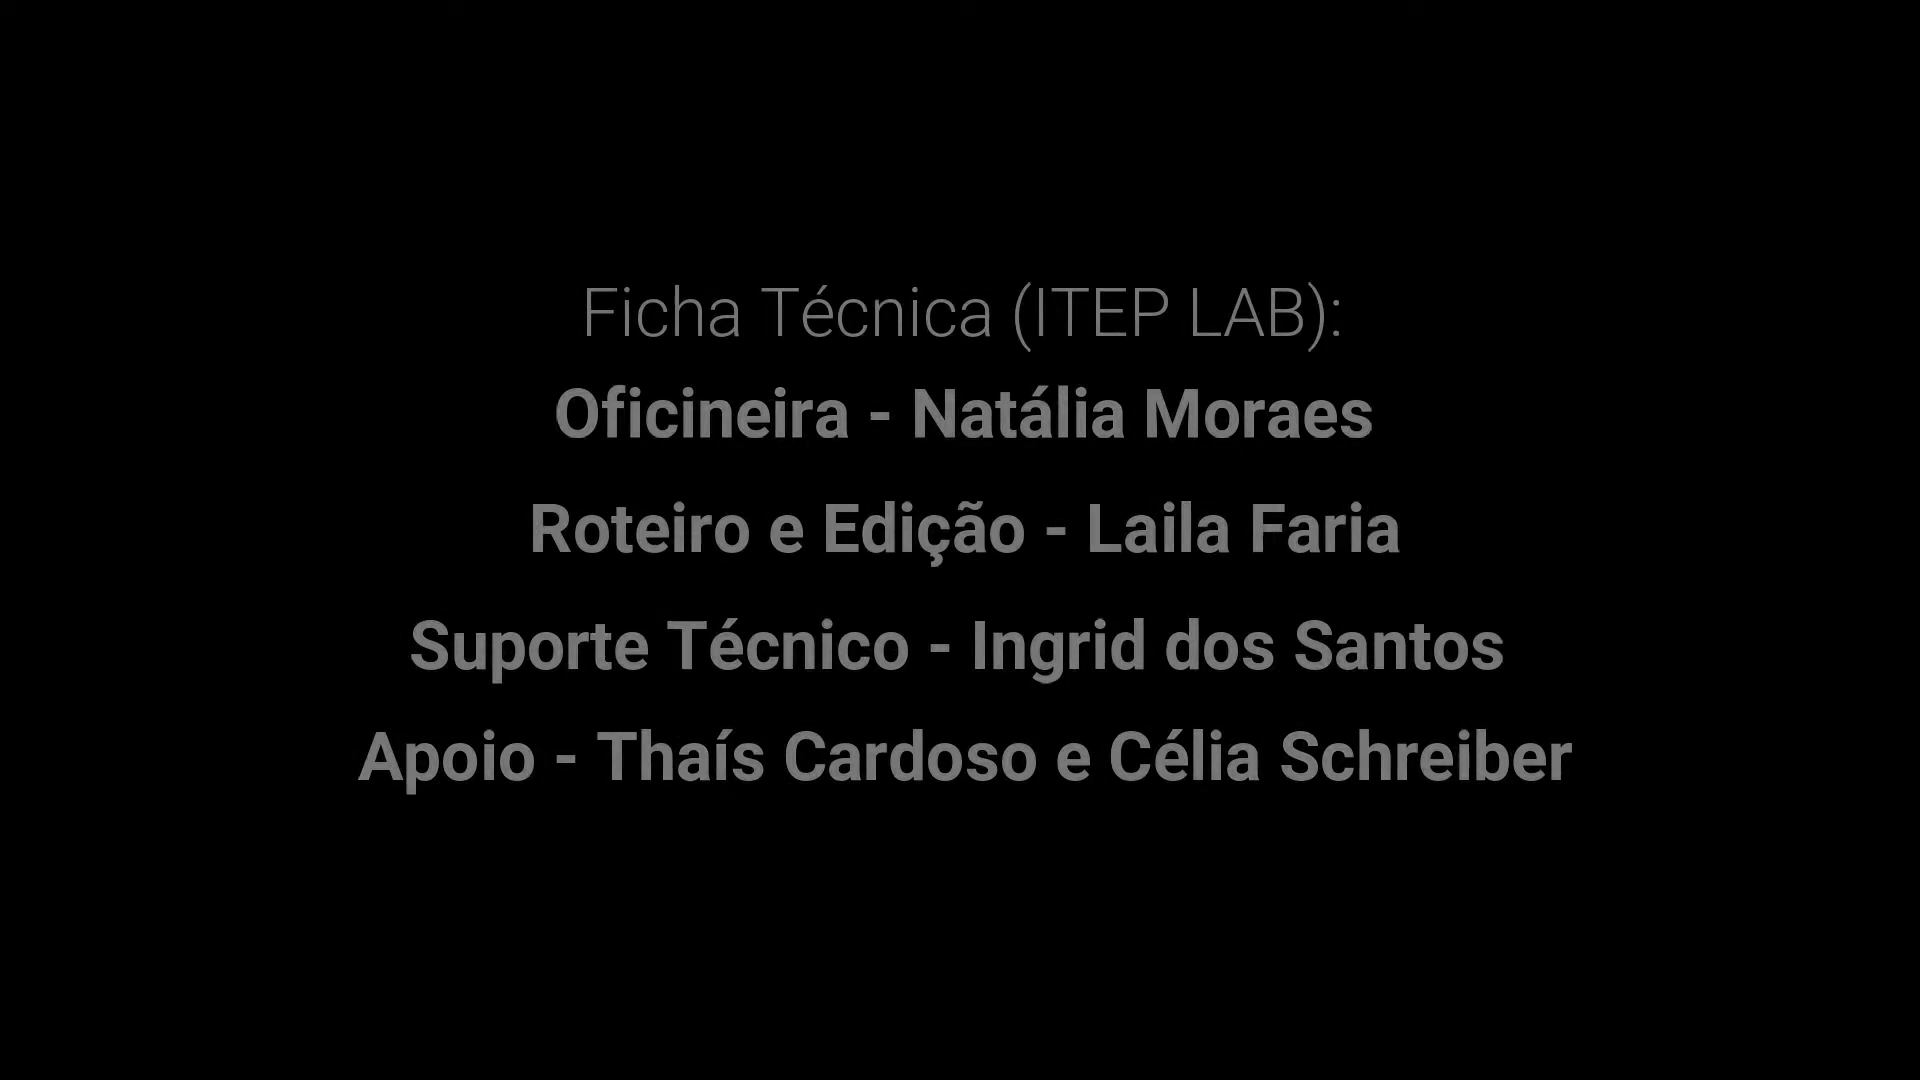 Ficha Técnica (ITEP LAB):
Oficineira - Natália Moraes
Roteiro e Edição - Laila Faria
Suporte Técnico - Ingrid dos Santos
Apoio - Thaís Cardoso e Célia Schreiber